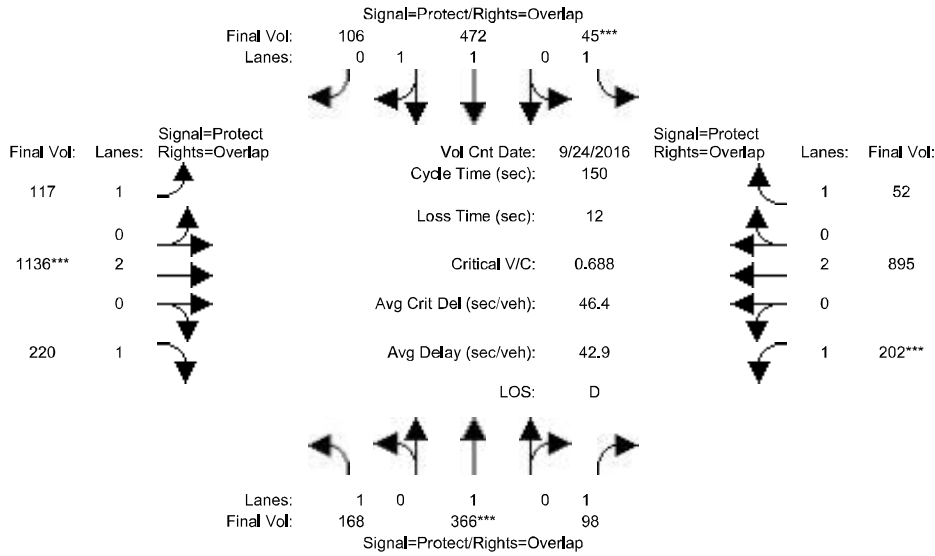 Signal=Protect/Rights=Overlap
Final Vol: 106 472 45***
Lanes: 0 1 1 0 1
Signal=Protect
Final Vol: Lanes: Rights=Overlap
Vol Cnt Date: 9/24/2016
Signal=Protect
Rights=Overlap Lanes: Final Vol:
Cycle Time (sec): 150
117 1
1 52
Loss Time (sec): 12
0
0
1136*** 2
Critical V/C: 0.688
2 895
0
Avg Crit Del (sec/veh): 46.4
0
220 1
Avg Delay (sec/veh): 42.9
1 202***
LOS: D
Lanes: 1 0 1 0 1
Final Vol: 168 366*** 98
Signal=Protect/Rights=Overlap